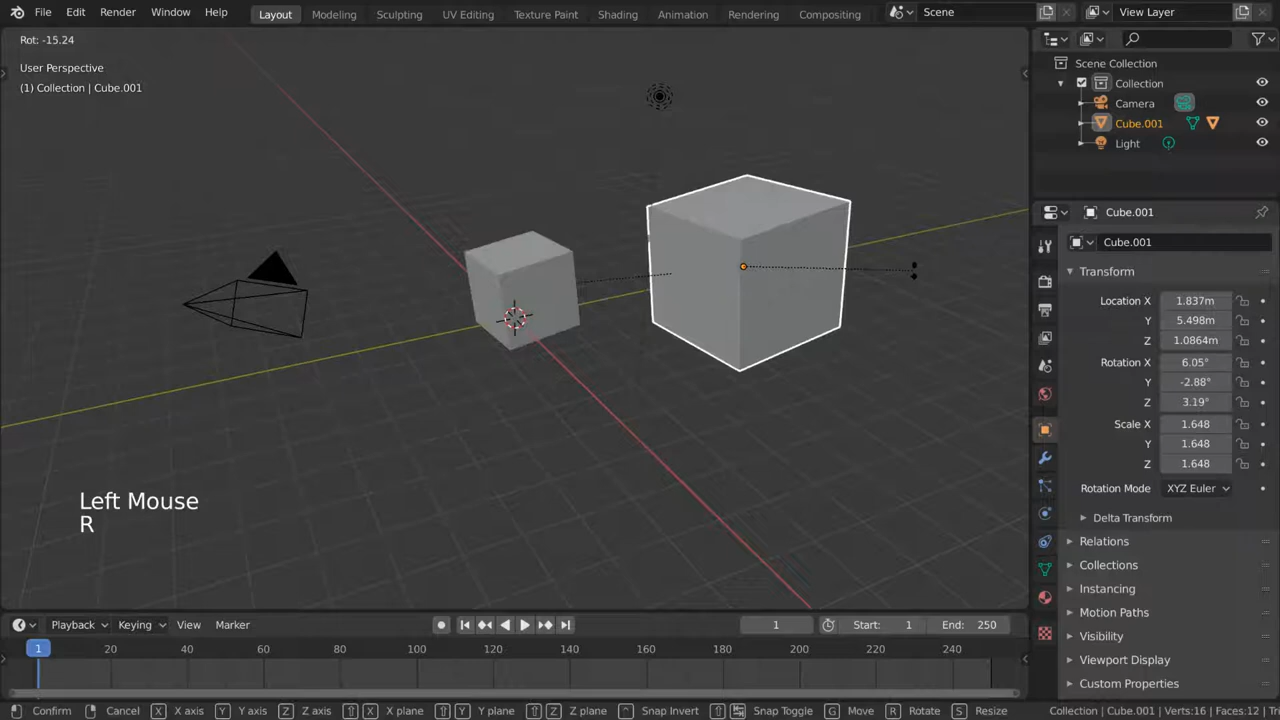 File Edit Render Window Help Layout Modeling Sculpting UV Editing Texture Paint Shading Animation Rendering Compositing Scene View Layer
Rot: -15.24
User Perspective
(1) Collection | Cube.001
Left Mouse
R
Scene Collection
Collection
Camera
Cube.001
Light
Cube.001
Cube.001
Transform
Location X 1.837m
Y 5.498m
Z 1.0864m
Rotation X 6.05°
Y -2.88°
Z 3.19°
Scale X 1.648
Y 1.648
Z 1.648
Rotation Mode XYZ Euler
Delta Transform
Relations
Collections
Instancing
Motion Paths
Visibility
Viewport Display
Custom Properties
Playback Keying View Marker 1 Start: 1 End: 250
1 20 40 60 80 100 120 140 160 180 200 220 240
Confirm Cancel X X axis Y Y axis Z Z axis X X plane Y Y plane Z Z plane ^ Snap Invert Snap Toggle G Move R Rotate S Resize Collection | Cube.001 | Verts:16 | Faces:12 | Tr